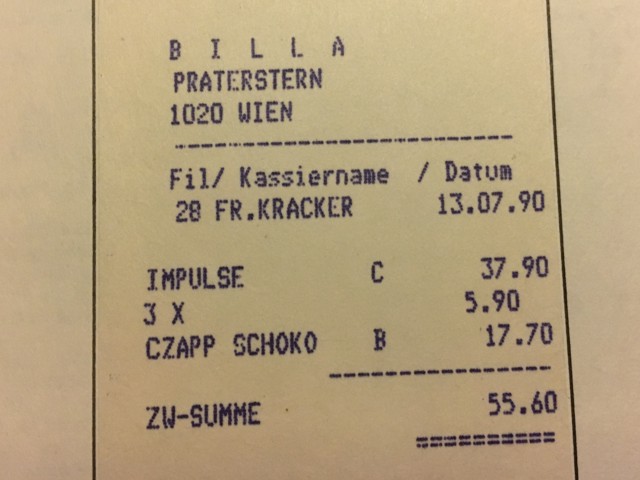 B I L L A
PRATERSTERN
1020 WIEN
Fil/ Kassiername / Datum
28 FR.KRACKER 13.07.90
IMPULSE C 37.90
3 X 5.90
CZAPP SCHOKO B 17.70
ZW-SUMME 55.60